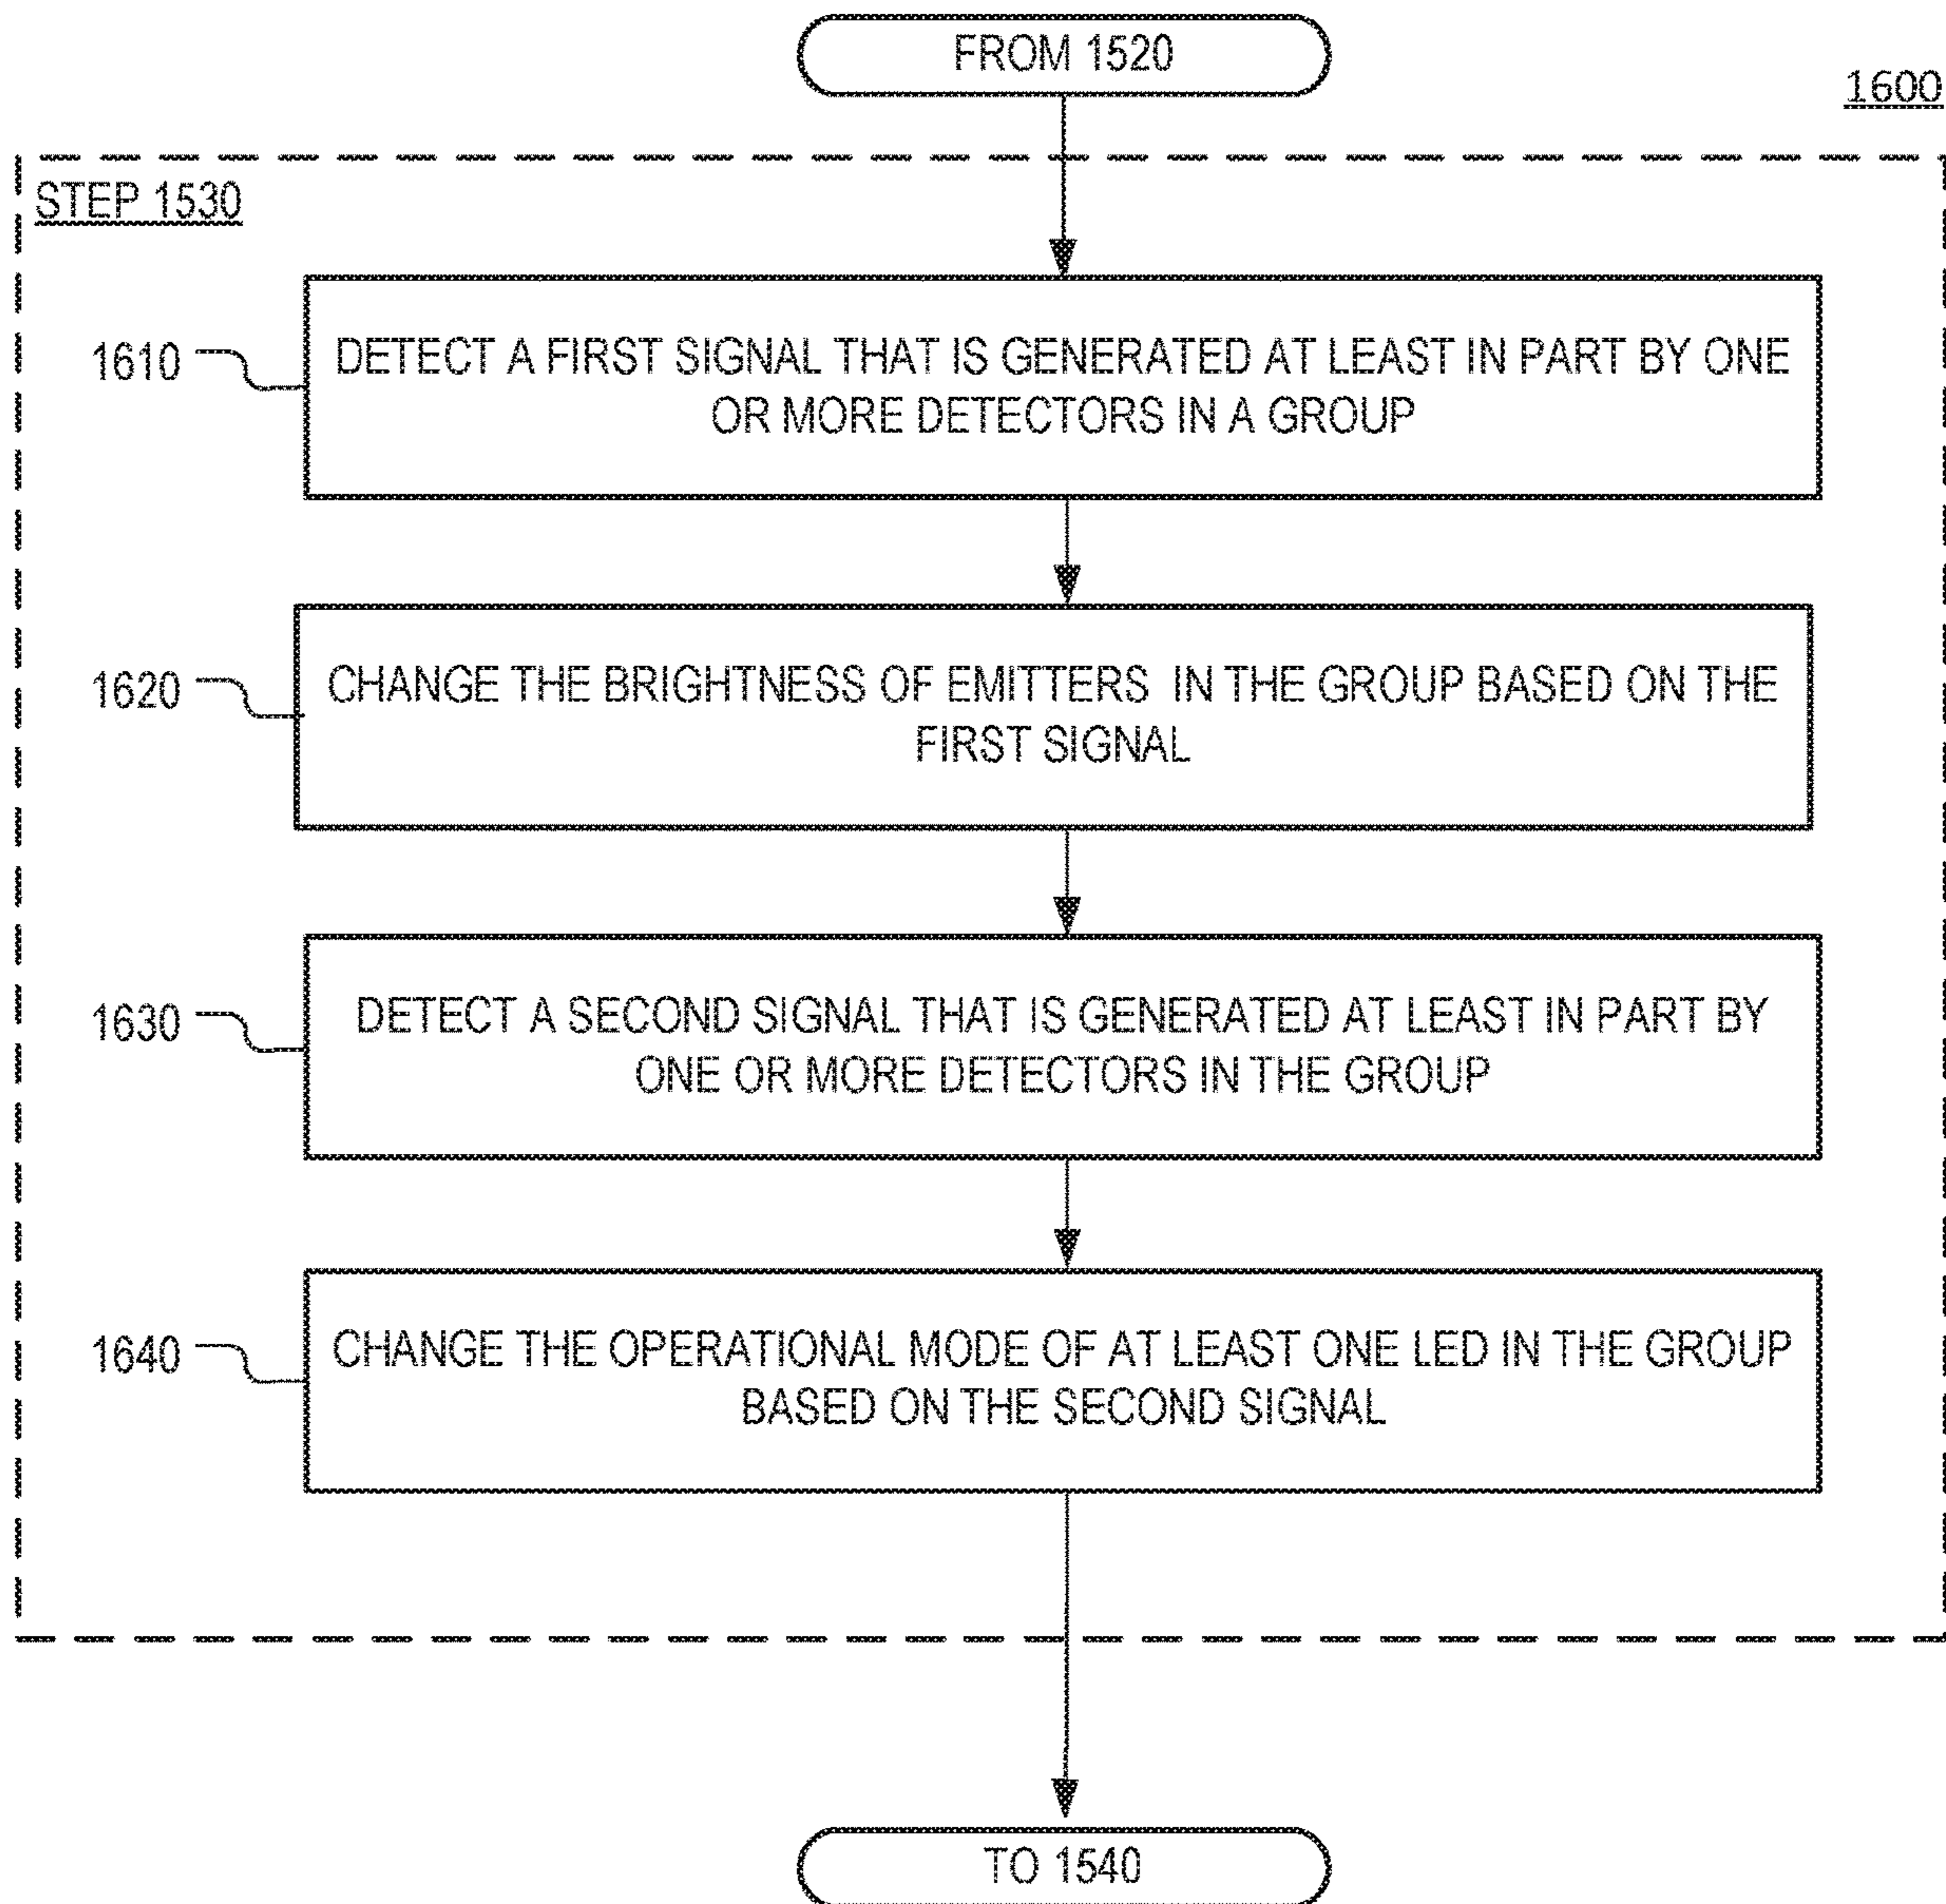 FROM 1520
1600
STEP 1530
1610
DETECT A FIRST SIGNAL THAT IS GENERATED AT LEAST IN PART BY ONE
OR MORE DETECTORS IN A GROUP
1620
CHANGE THE BRIGHTNESS OF EMITTERS IN THE GROUP BASED ON THE
FIRST SIGNAL
1630
DETECT A SECOND SIGNAL THAT IS GENERATED AT LEAST IN PART BY
ONE OR MORE DETECTORS IN THE GROUP
1640
CHANGE THE OPERATIONAL MODE OF AT LEAST ONE LED IN THE GROUP
BASED ON THE SECOND SIGNAL
TO 1540